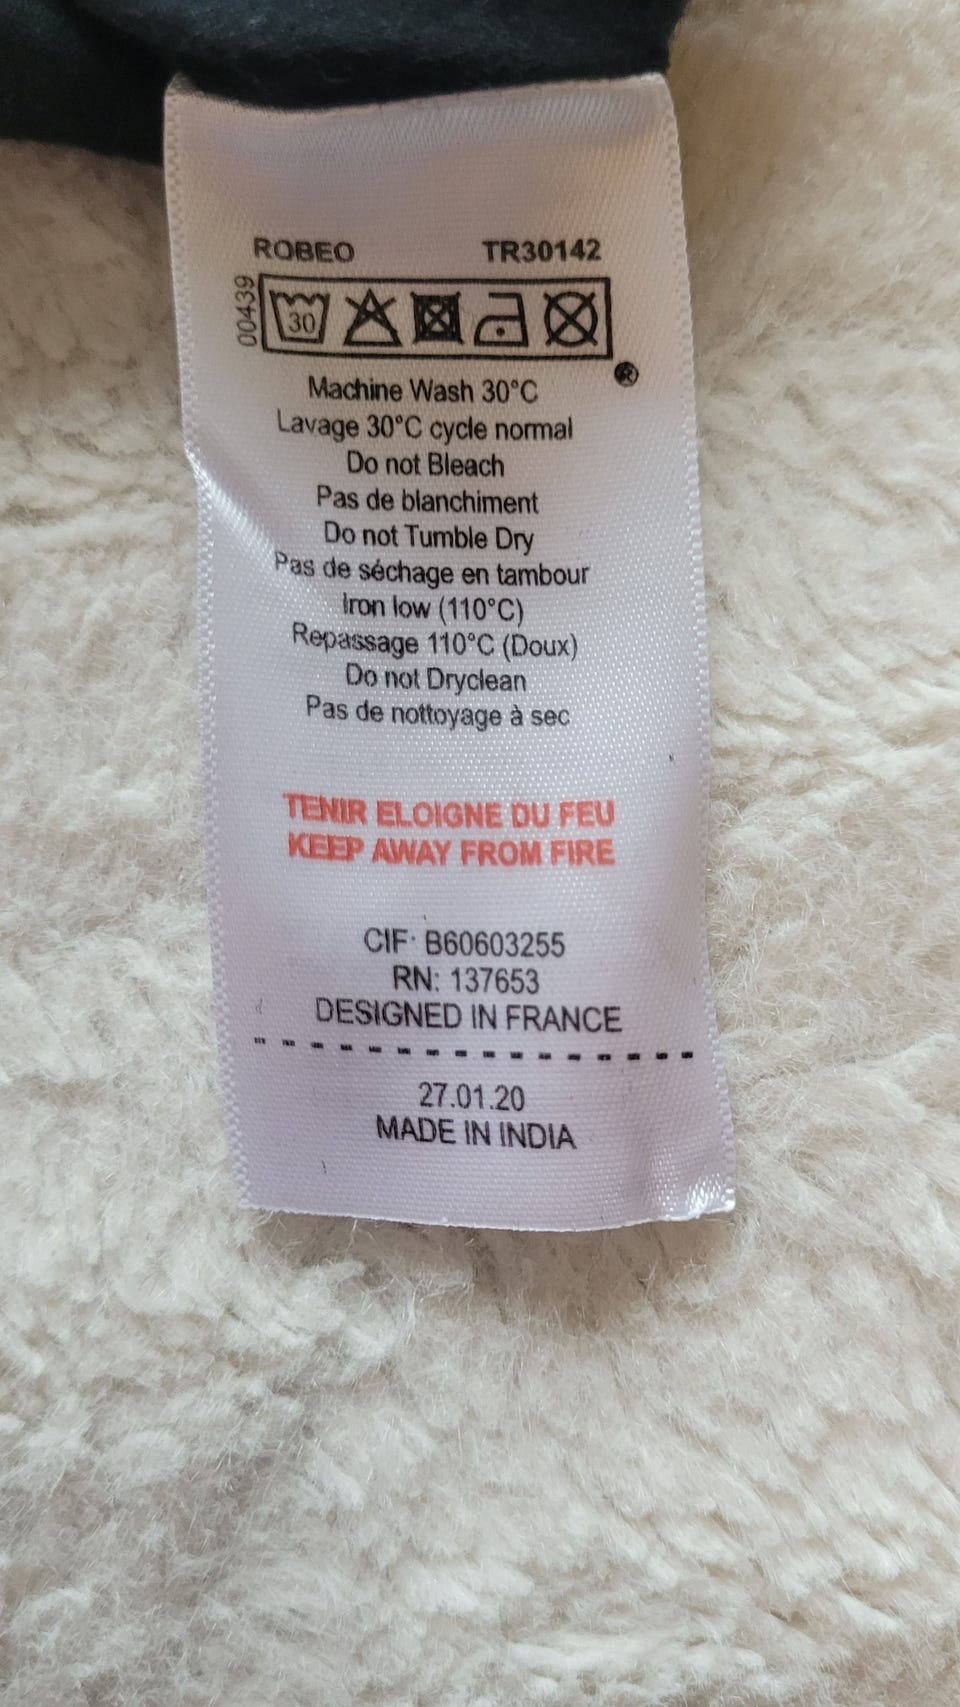 ROBEO TR30142
00439
30
®
Machine Wash 30°C
Lavage 30°C cycle normal
Do not Bleach
Pas de blanchiment
Do not Tumble Dry
Pas de séchage en tambour
Iron low (110°C)
Repassage 110°C (Doux)
Do not Dryclean
Pas de nottoyage à sec
TENIR ELOIGNE DU FEU
KEEP AWAY FROM FIRE
CIF: B60603255
RN: 137653
DESIGNED IN FRANCE
27.01.20
MADE IN INDIA